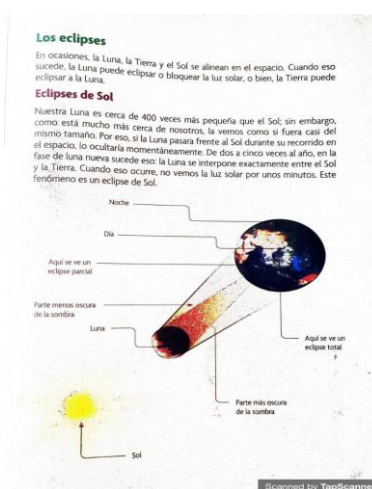 Los eclipses
En ocasiones, la Luna, la Tierra y el Sol se alinean en el espacio. Cuando eso
sucede, la Luna puede eclipsar o bloquear la luz solar, o bien, la Tierra puede
eclipsar a la Luna.
Eclipses de Sol
Nuestra Luna es cerca de 400 veces más pequeña que el Sol; sin embargo,
como está mucho más cerca de nosotros, la vemos como si fuera casi del
mismo tamaño. Por eso, si la Luna pasara frente al Sol durante su recorrido en
el espacio, lo ocultaría momentáneamente. De dos a cinco veces al año, en la
fase de luna nueva sucede eso: la Luna se interpone exactamente entre el Sol
y la Tierra. Cuando eso ocurre, no vemos la luz solar por unos minutos. Este
fenómeno es un eclipse de Sol.
Noche
Día
Aquí se ve un
eclipse parcial
Parte menos oscura
de la sombra
Luna
Aquí se ve un
eclipse total
Parte más oscura
de la sombra
Sol
Scanned by TapScanner